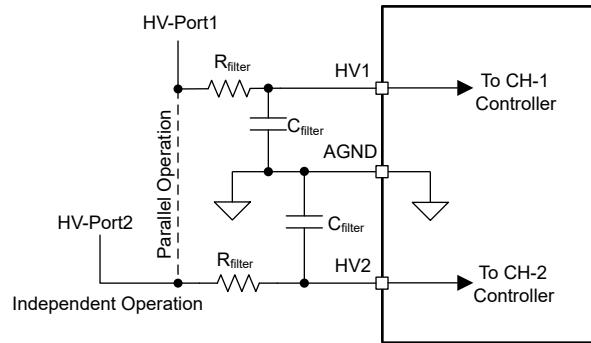 HV-Port1
Rfilter
HV1
To CH-1
Controller
Cfilter
AGND
Parallel Operation
HV-Port2
Cfilter
Rfilter
HV2
To CH-2
Controller
Independent Operation